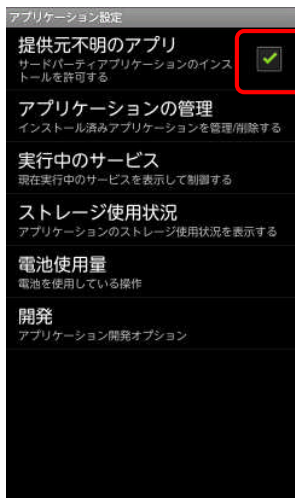 アプリケーション設定
提供元不明のアプリ
サードパーティアプリケーションのインス
トールを許可する
アプリケーションの管理
インストール済みアプリケーションを管理/削除する
実行中のサービス
現在実行中のサービスを表示して制御する
ストレージ使用状況
アプリケーションのストレージ使用状況を表示する
電池使用量
電池を使用している操作
開発
アプリケーション開発オプション